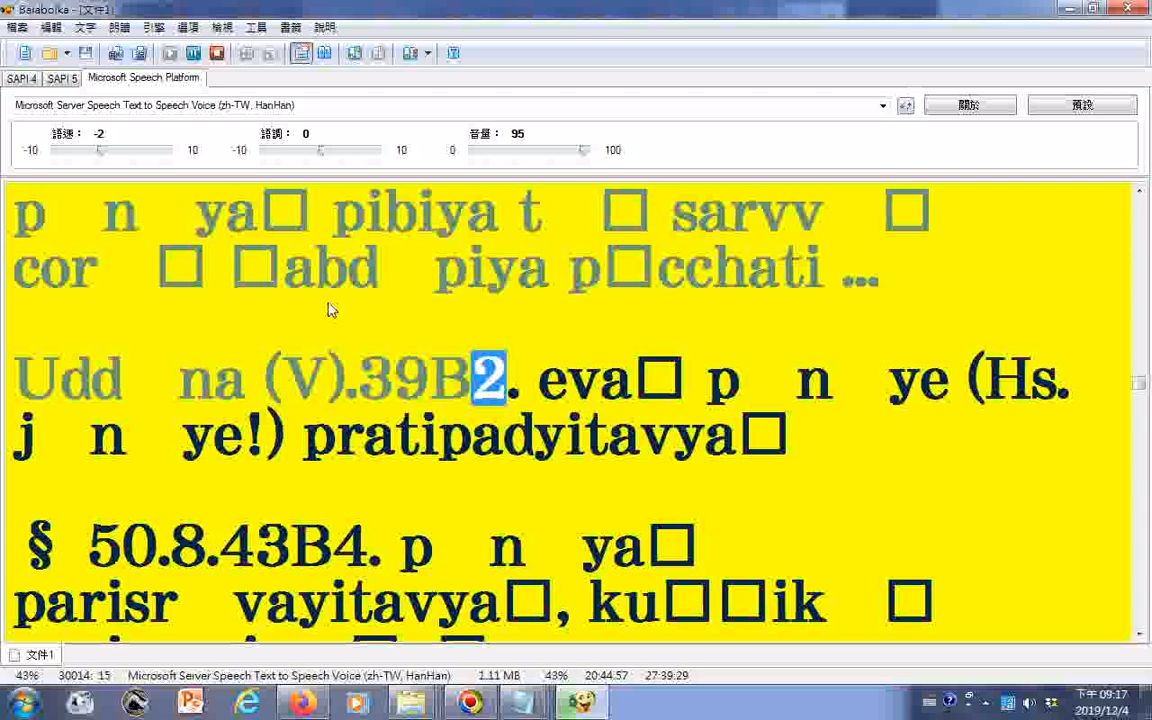 Balabolka - [文件1]
檔案 編輯 文字 朗讀 引擎 選項 檢視 工具 書籤 說明
SAPI 4 SAPI 5 Microsoft Speech Platform
Microsoft Server Speech Text to Speech Voice (zh-TW, HanHan) 關於 預設
語速： -2 語調： 0 音量： 95
-10 10 -10 10 0 100
p n ya□ pibiya t □ sarvv □
cor □ □abd piya p□cchati ...
Udd na (V).39B2. eva□ p n ye (Hs.
j n ye!) pratipadyitavya□
§ 50.8.43B4. p n ya□
parisr vayitavya□, ku□□ik □
文件1
43% 30014: 15 Microsoft Server Speech Text to Speech Voice (zh-TW, HanHan) 1.11 MB 43% 20:44:57 27:39:29
下午 09:17
2019/12/4